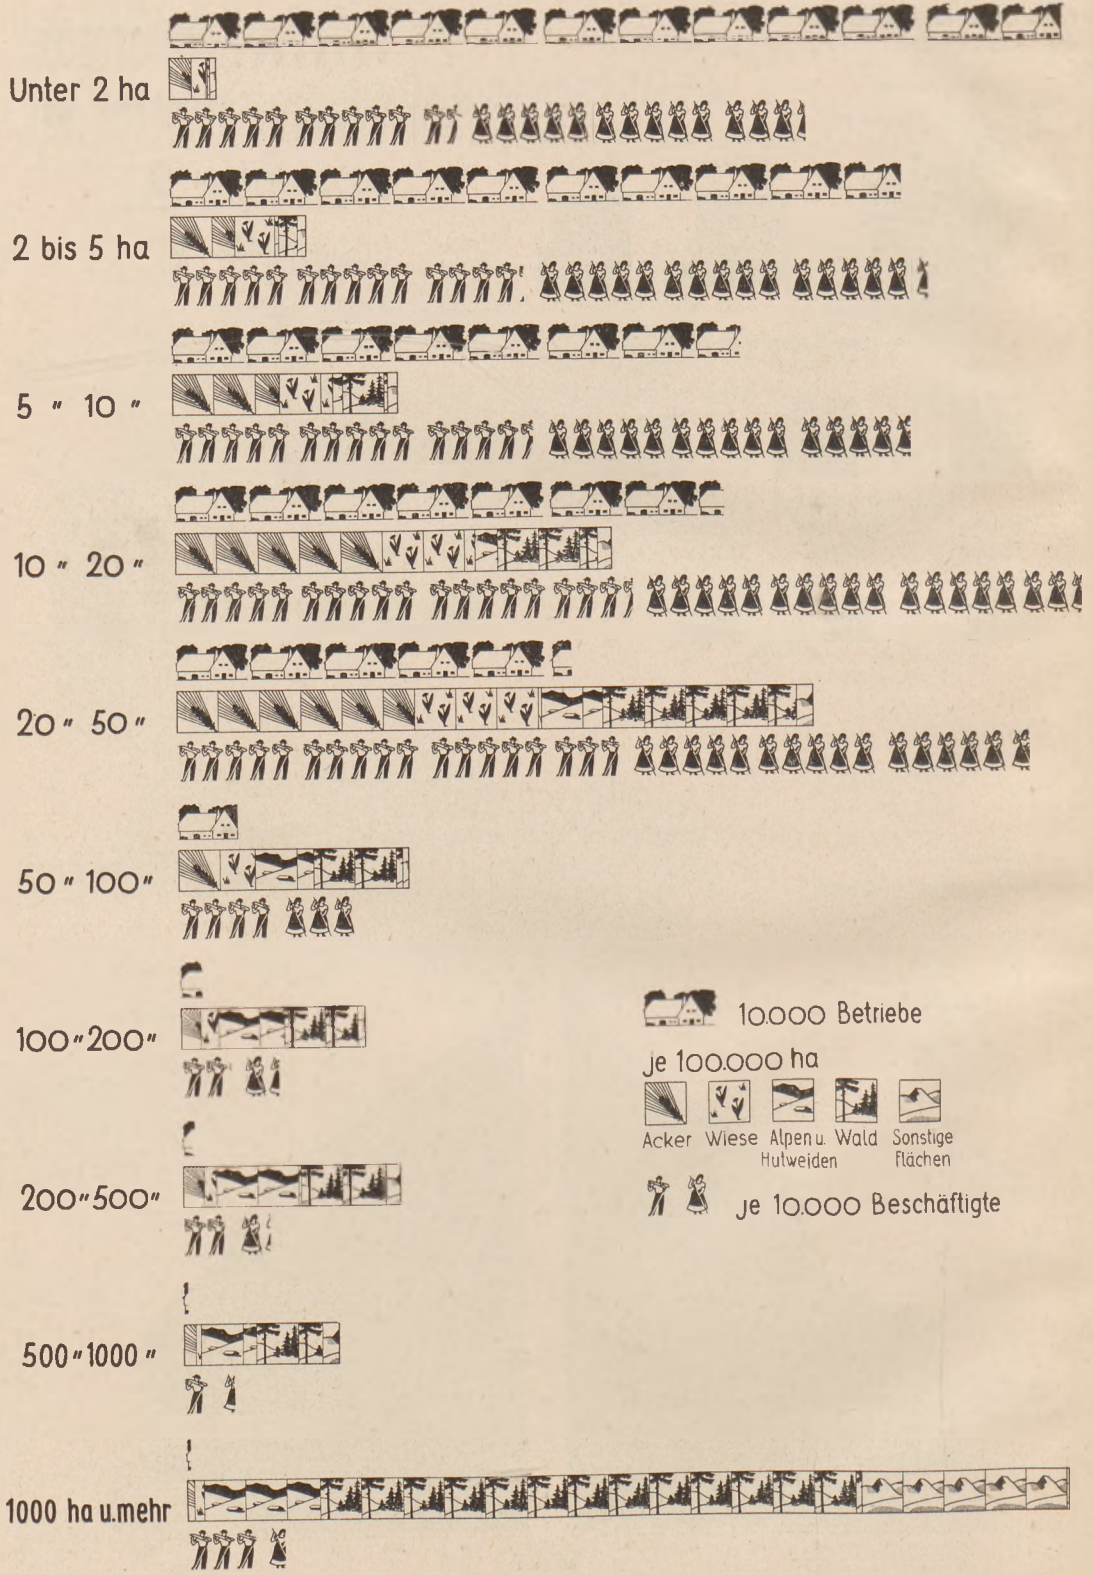 Unter 2 ha
2 bis 5 ha
5 " 10 "
10 " 20 "
20 " 50 "
50 " 100 "
100 " 200 "
200 " 500 "
500 " 1000 "
1000 ha u. mehr
10.000 Betriebe
je 100.000 ha
Acker Wiese Alpen u. Hutweiden Wald Sonstige Flächen
je 10.000 Beschäftigte